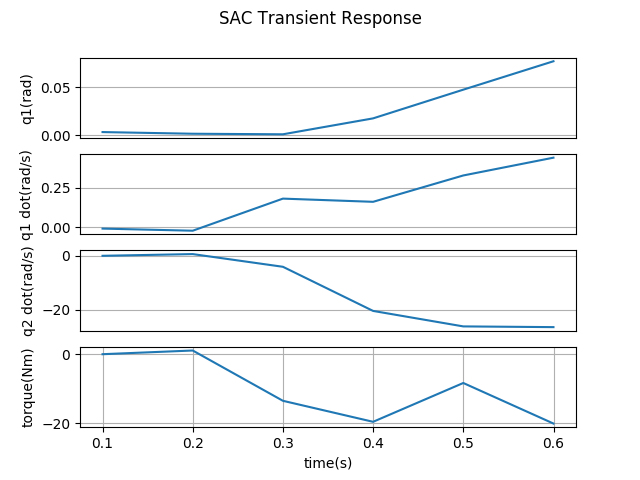 SAC Transient Response
0.05
0.00
q1(rad)
0.25
0.00
q1 dot(rad/s)
0
−20
q2 dot(rad/s)
0
−20
torque(Nm)
0.1 0.2 0.3 0.4 0.5 0.6
time(s)